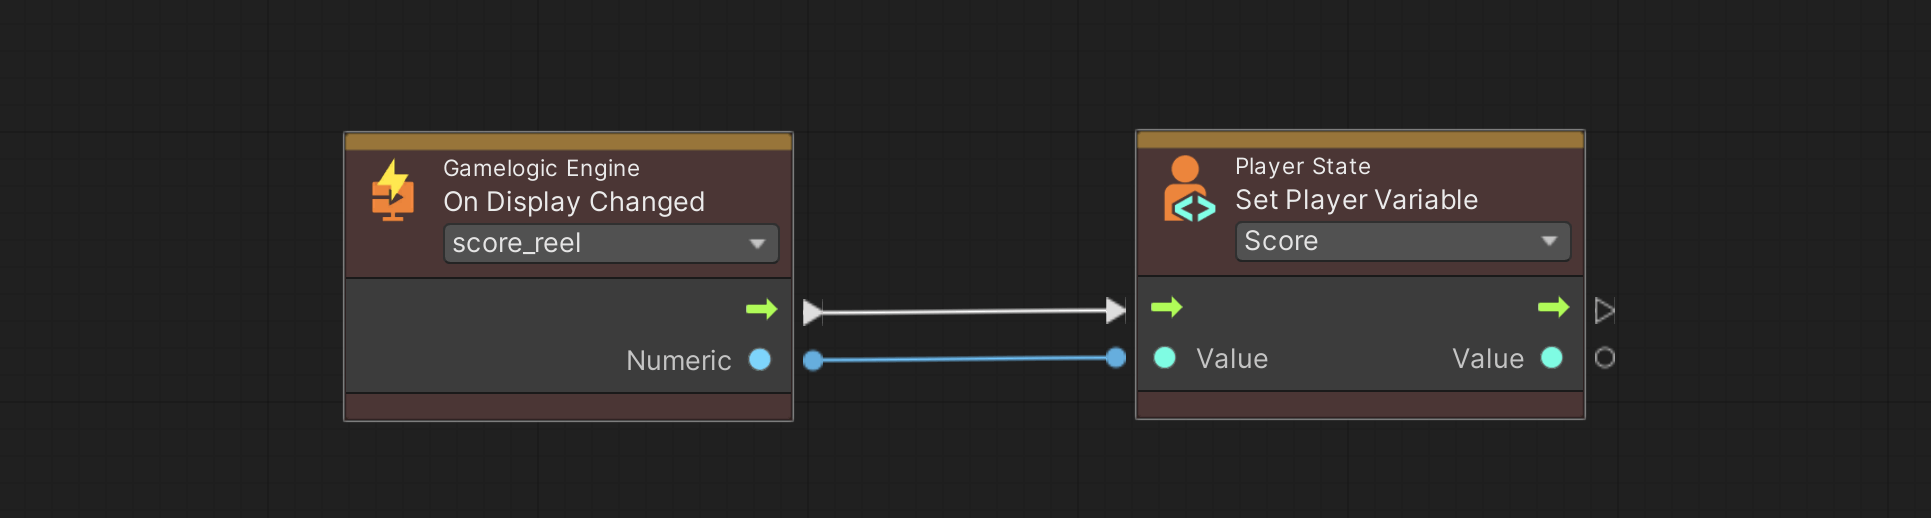 Gamelogic Engine
On Display Changed
score_reel
Numeric
Player State
Set Player Variable
Score
Value Value